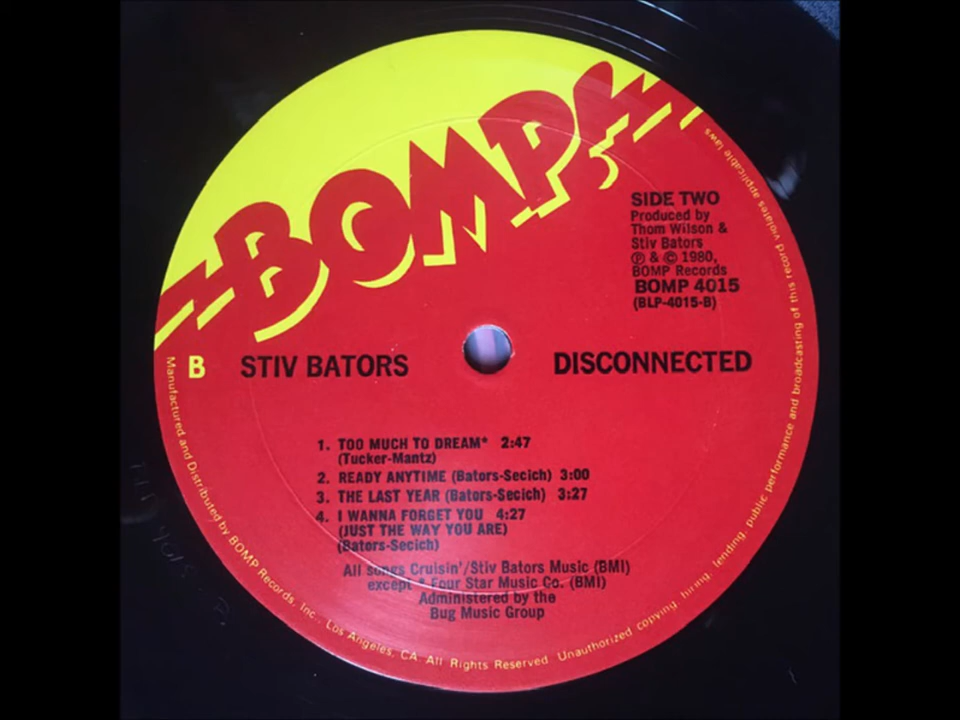 BOMP
SIDE TWO
Produced by
Thom Wilson &
Stiv Bators
℗ & © 1980,
BOMP Records
BOMP 4015
(BLP-4015-B)
B STIV BATORS DISCONNECTED
1. TOO MUCH TO DREAM* 2:47
(Tucker-Mantz)
2. READY ANYTIME (Bators-Secich) 3:00
3. THE LAST YEAR (Bators-Secich) 3:27
4. I WANNA FORGET YOU 4:27
(JUST THE WAY YOU ARE)
(Bators-Secich)
All songs Cruisin'/Stiv Bators Music (BMI)
except * Four Star Music Co. (BMI)
Administered by the
Bug Music Group
Manufactured and Distributed by BOMP Records, Inc., Los Angeles, CA. All Rights Reserved. Unauthorized copying, hiring, lending, public performance and broadcasting of this record violates applicable laws